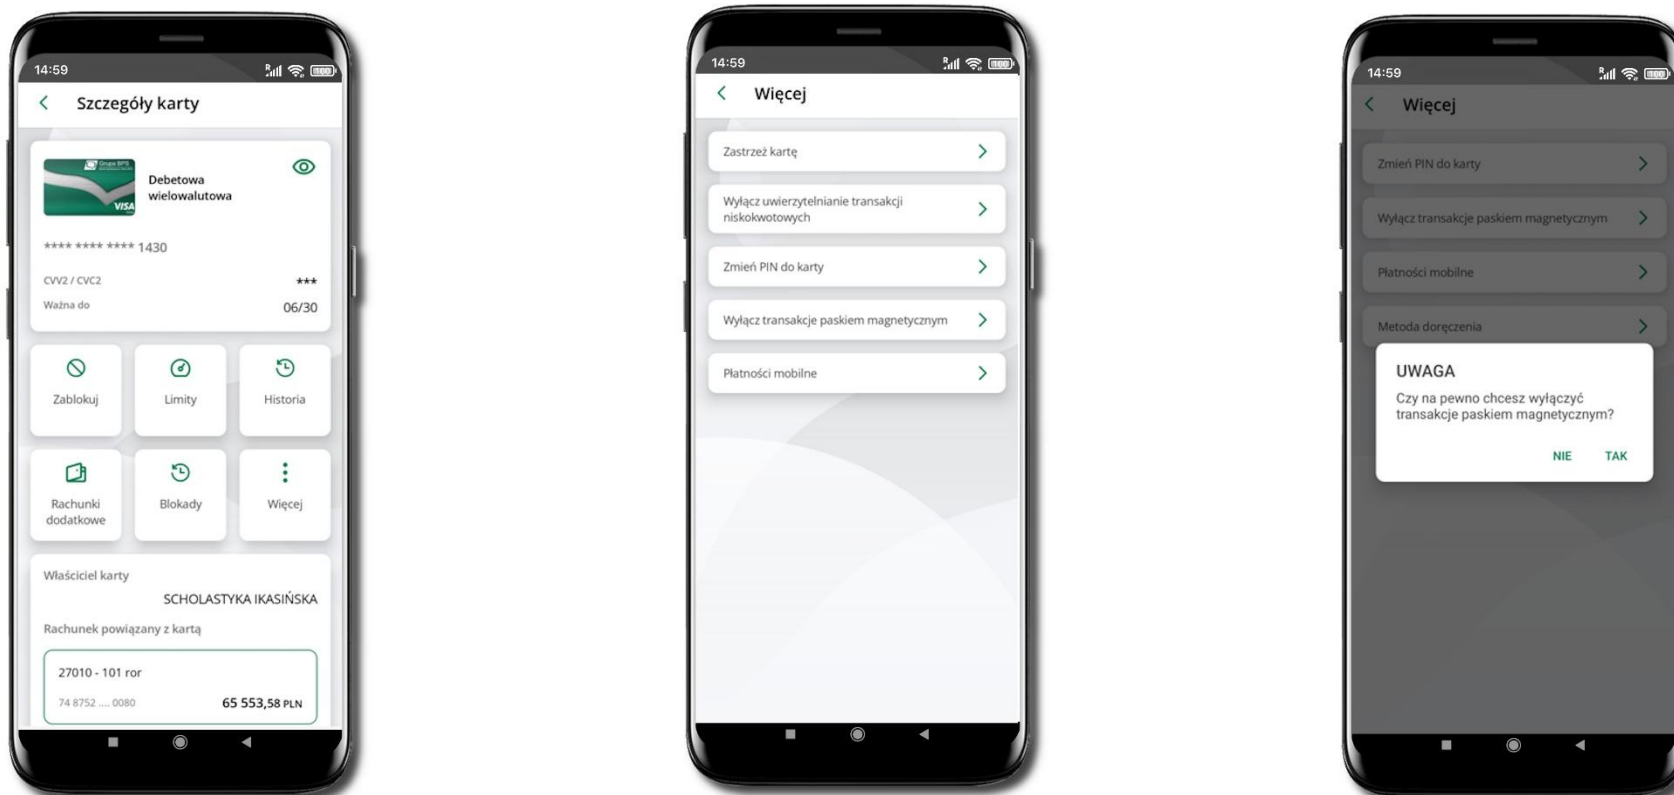 14:59
Szczegóły karty
Grupa BPS
VISA
Debetowa
wielowalutowa
**** **** **** 1430
CVV2 / CVC2 ***
Ważna do 06/30
Zablokuj Limity Historia
Rachunki
dodatkowe
Blokady
Więcej
Właściciel karty
SCHOLASTYKA IKASIŃSKA
Rachunek powiązany z kartą
27010 - 101 ror
74 8752 .... 0080 65 553,58 PLN
14:59
Więcej
Zastrzeż kartę
Wyłącz uwierzytelnianie transakcji
niskokwotowych
Zmień PIN do karty
Wyłącz transakcje paskiem magnetycznym
Płatności mobilne
14:59
Więcej
Zmień PIN do karty
Wyłącz transakcje paskiem magnetycznym
Płatności mobilne
Metoda doręczenia
UWAGA
Czy na pewno chcesz wyłączyć
transakcje paskiem magnetycznym?
NIE TAK